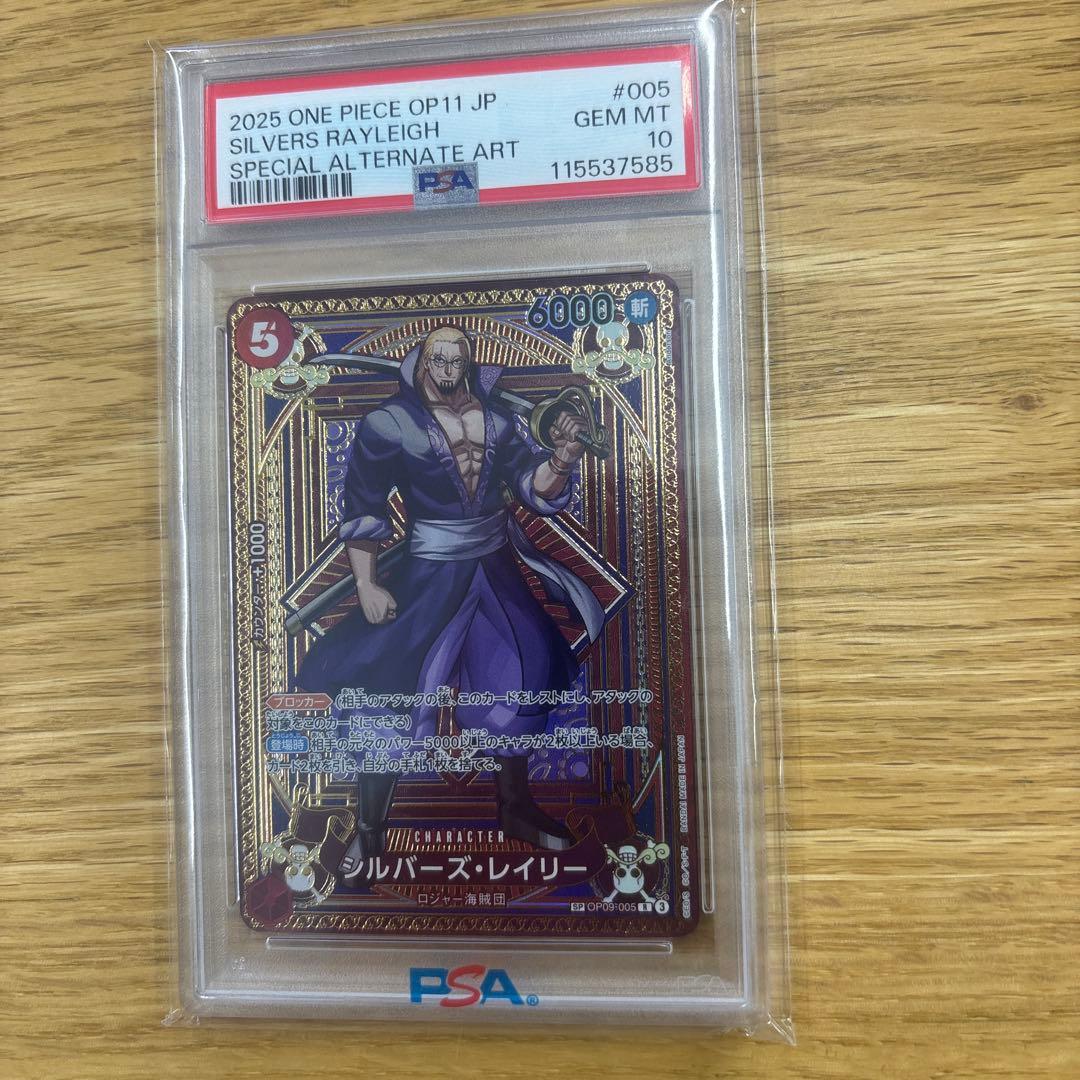 2025 ONE PIECE OP11 JP
#005
SILVERS RAYLEIGH
GEM MT
SPECIAL ALTERNATE ART
10
115537585
PSA
5
6000
斬
カウンター+1000
ブロッカー (相手のアタックの後、このカードをレストにし、アタックの
対象をこのカードにできる)
登場時 相手の元々のパワー5000以上のキャラが2枚以上いる場合、
カード2枚を引き、自分の手札1枚を捨てる。
CHARACTER
シルバーズ・レイリー
ロジャー海賊団
SP OP09-005 R 3
BANDAI MADE IN JAPAN
PSA®